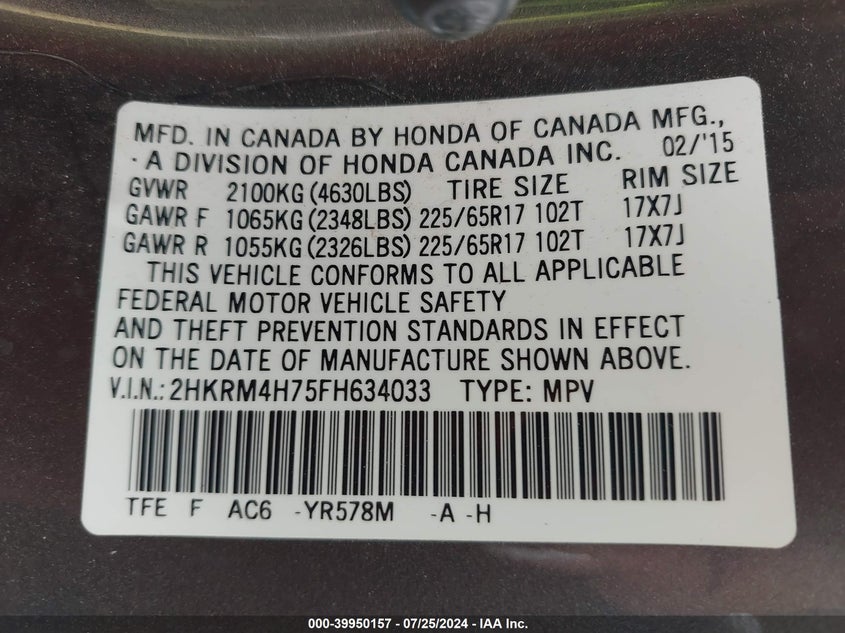 MFD. IN CANADA BY HONDA OF CANADA MFG.,
· A DIVISION OF HONDA CANADA INC. 02/'15
GVWR 2100KG (4630LBS) TIRE SIZE RIM SIZE
GAWR F 1065KG (2348LBS) 225/65R17 102T 17X7J
GAWR R 1055KG (2326LBS) 225/65R17 102T 17X7J
THIS VEHICLE CONFORMS TO ALL APPLICABLE
FEDERAL MOTOR VEHICLE SAFETY
AND THEFT PREVENTION STANDARDS IN EFFECT
ON THE DATE OF MANUFACTURE SHOWN ABOVE.
V.I.N.: 2HKRM4H75FH634033 TYPE: MPV
TFE F AC6 -YR578M -A -H
000-39950157 - 07/25/2024 - IAA Inc.